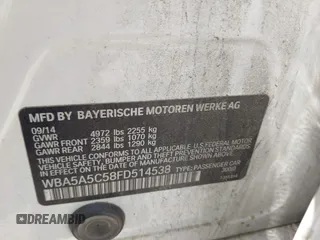 MFD BY BAYERISCHE MOTOREN WERKE AG
09/14
GVWR 4972 lbs 2255 kg
GAWR FRONT 2359 lbs 1070 kg
GAWR REAR 2844 lbs 1290 kg
THIS VEHICLE CONFORMS TO ALL APPLICABLE FEDERAL
MOTOR VEHICLE SAFETY, BUMPER, AND THEFT PREVENTION
STANDARDS IN EFFECT ON THE DATE OF MANUFACTURE SHOWN ABOVE.
WBA5A5C58FD514538 TYPE: PASSENGER CAR
DREAMBID